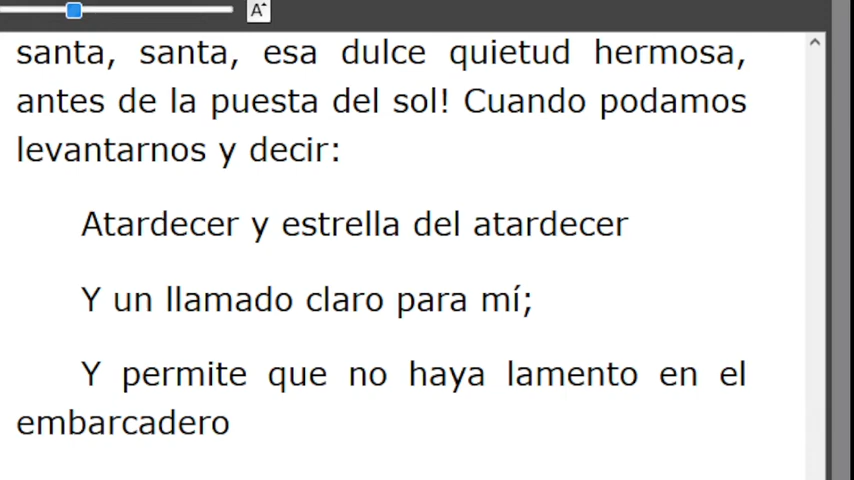 A
santa, santa, esa dulce quietud hermosa,
antes de la puesta del sol! Cuando podamos
levantarnos y decir:
Atardecer y estrella del atardecer
Y un llamado claro para mí;
Y permite que no haya lamento en el
embarcadero